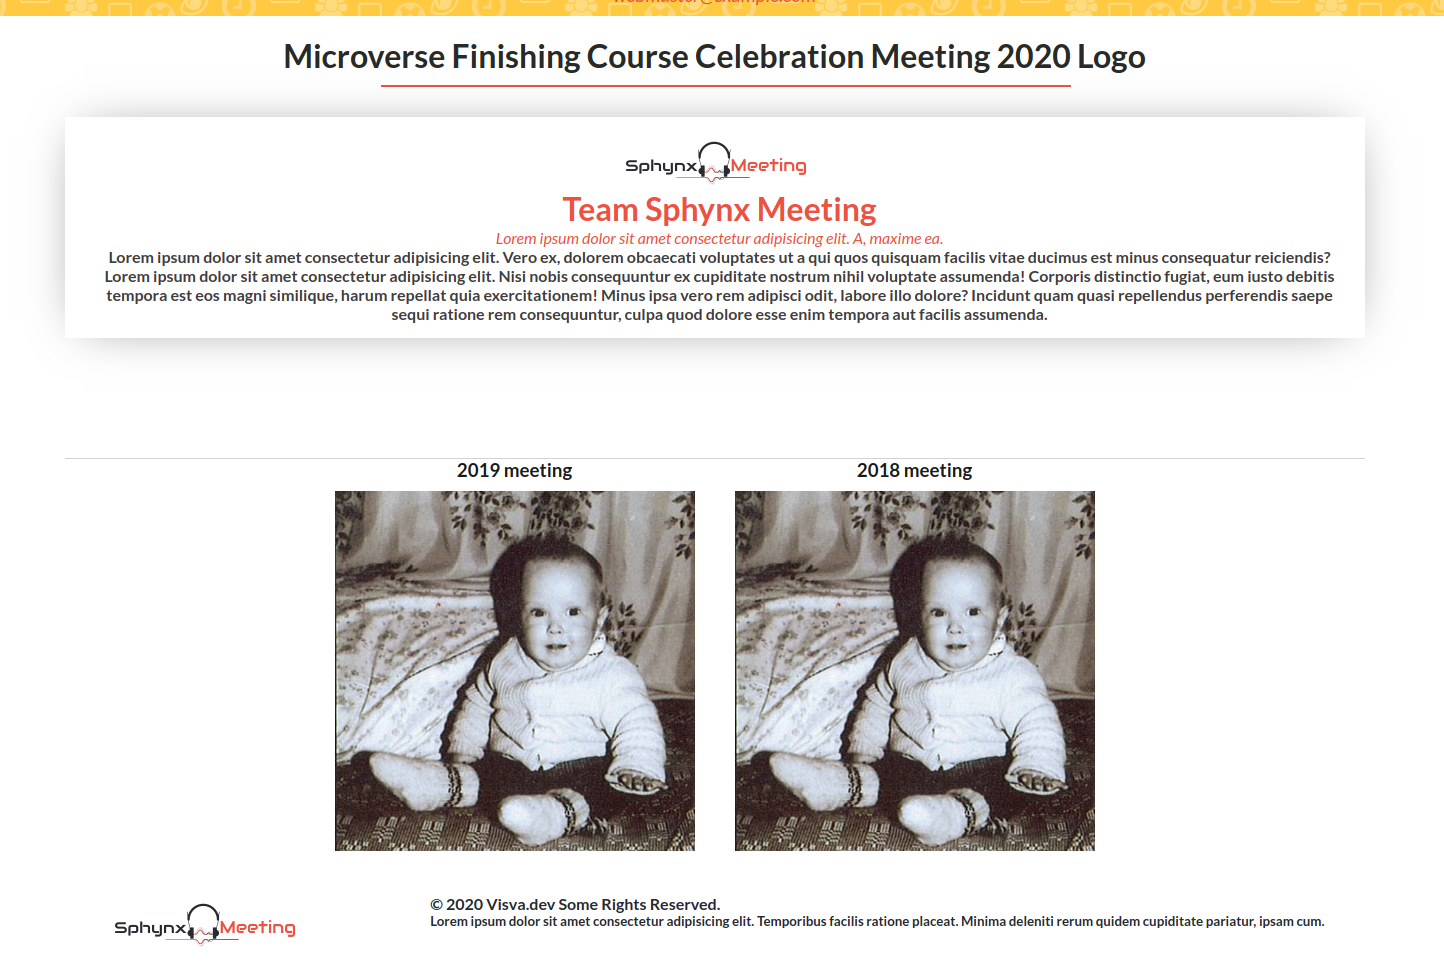 webmaster@example.com
Microverse Finishing Course Celebration Meeting 2020 Logo
Sphynx Meeting
Team Sphynx Meeting
Lorem ipsum dolor sit amet consectetur adipisicing elit. A, maxime ea.
Lorem ipsum dolor sit amet consectetur adipisicing elit. Vero ex, dolorem obcaecati voluptates ut a qui quos quisquam facilis vitae ducimus est minus consequatur reiciendis?
Lorem ipsum dolor sit amet consectetur adipisicing elit. Nisi nobis consequuntur ex cupiditate nostrum nihil voluptate assumenda! Corporis distinctio fugiat, eum iusto debitis
tempora est eos magni similique, harum repellat quia exercitationem! Minus ipsa vero rem adipisci odit, labore illo dolore? Incidunt quam quasi repellendus perferendis saepe
sequi ratione rem consequuntur, culpa quod dolore esse enim tempora aut facilis assumenda.
2019 meeting
2018 meeting
Sphynx Meeting
© 2020 Visva.dev Some Rights Reserved.
Lorem ipsum dolor sit amet consectetur adipisicing elit. Temporibus facilis ratione placeat. Minima deleniti rerum quidem cupiditate pariatur, ipsam cum.